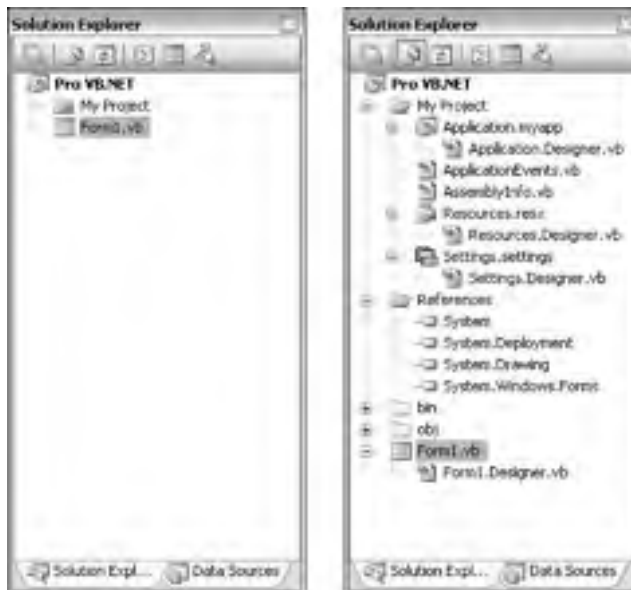 Solution Explorer
Pro VB.NET
My Project
Form1.vb
Solution Expl...
Data Sources
Solution Explorer
Pro VB.NET
My Project
Application.myapp
Application.Designer.vb
ApplicationEvents.vb
AssemblyInfo.vb
Resources.resx
Resources.Designer.vb
Settings.settings
Settings.Designer.vb
References
System
System.Deployment
System.Drawing
System.Windows.Forms
bin
obj
Form1.vb
Form1.Designer.vb
Solution Expl...
Data Sources